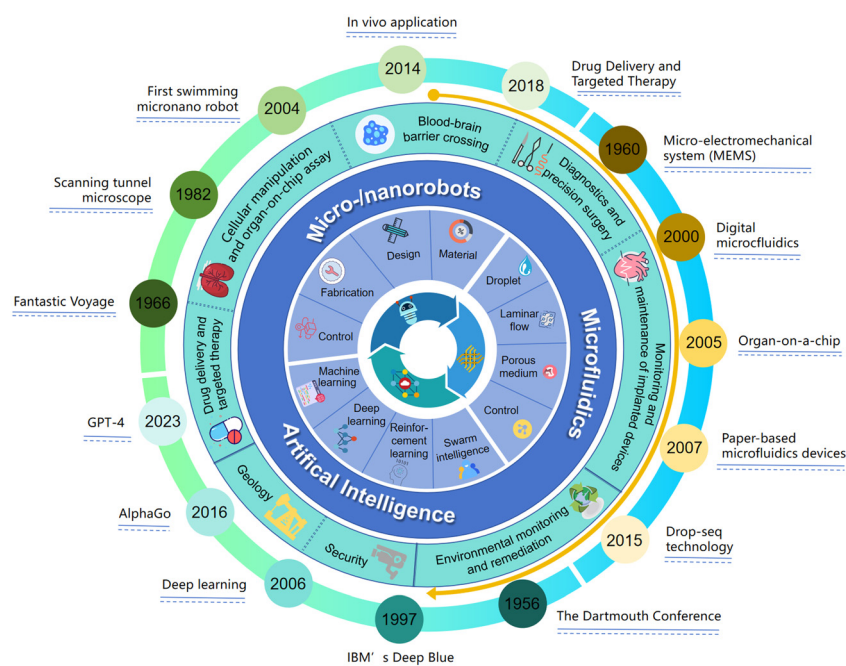 In vivo application
2014
2018
Drug Delivery and
Targeted Therapy
1960
Micro-electromechanical
system (MEMS)
2000
Digital
microfluidics
2005
Organ-on-a-chip
2007
Paper-based
microfluidics devices
2015
Drop-seq
technology
1956
The Dartmouth Conference
1997
IBM' s Deep Blue
2006
Deep learning
2016
AlphaGo
2023
GPT-4
1966
Fantastic Voyage
1982
Scanning tunnel
microscope
2004
First swimming
micronano robot
Blood-brain
barrier crossing
Diagnostics and
precision surgery
Monitoring and
maintenance of implanted devices
Environmental monitoring
and remediation
Security
Geology
Drug delivery and
targeted therapy
Cellular manipulation
and organ-on-chip assay
Micro-/nanorobots
Microfluidics
Artifical Intelligence
Design
Material
Droplet
Laminar
flow
Porous
medium
Control
Swarm
intelligence
Reinfor-
cement
learning
Deep
learning
Machine
learning
Control
Fabrication